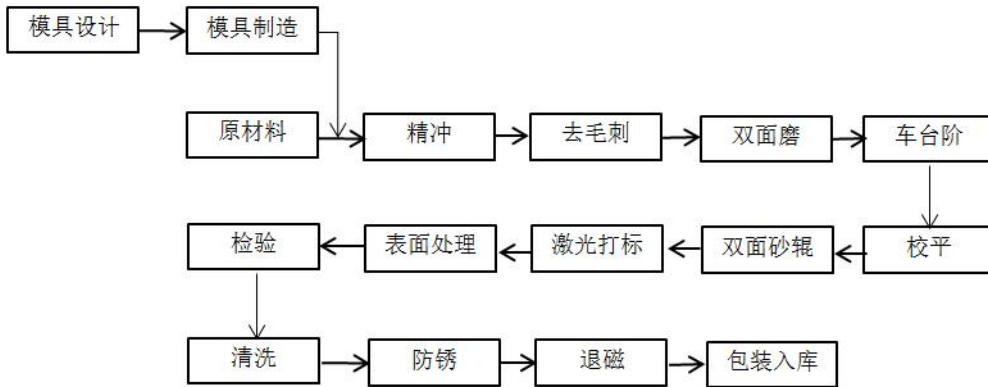 模具设计
模具制造
原材料
精冲
去毛刺
双面磨
车台阶
校平
双面砂辊
激光打标
表面处理
检验
清洗
防锈
退磁
包装入库